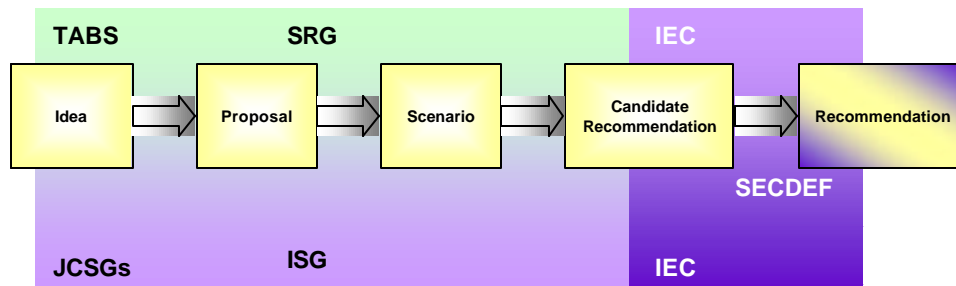 TABS SRG IEC
Idea Proposal Scenario Candidate Recommendation Recommendation
SECDEF
JCSGs ISG IEC